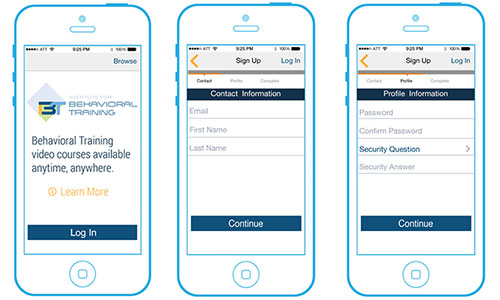 ATT 9:25 PM 100%
Browse
INSTITUTE FOR
BEHAVIORAL
TRAINING
IBT
Behavioral Training
video courses available
anytime, anywhere.
Learn More
Log In
ATT 9:25 PM 100%
Sign Up Log In
Contact Profile Complete
Contact Information
Email
First Name
Last Name
Continue
ATT 9:25 PM 100%
Sign Up Log In
Contact Profile Complete
Profile Information
Password
Confirm Password
Security Question
Security Answer
Continue